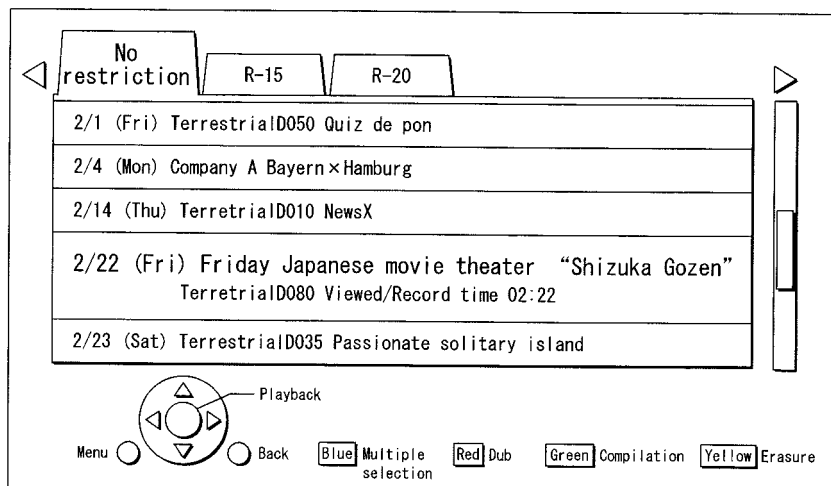 No restriction
R-15
R-20
2/1 (Fri) TerrestrialD050 Quiz de pon
2/4 (Mon) Company A Bayern×Hamburg
2/14 (Thu) TerretrialD010 NewsX
2/22 (Fri) Friday Japanese movie theater “Shizuka Gozen”
TerretrialD080 Viewed/Record time 02:22
2/23 (Sat) TerrestrialD035 Passionate solitary island
Playback
Menu
Back
Blue Multiple selection
Red Dub
Green Compilation
Yellow Erasure